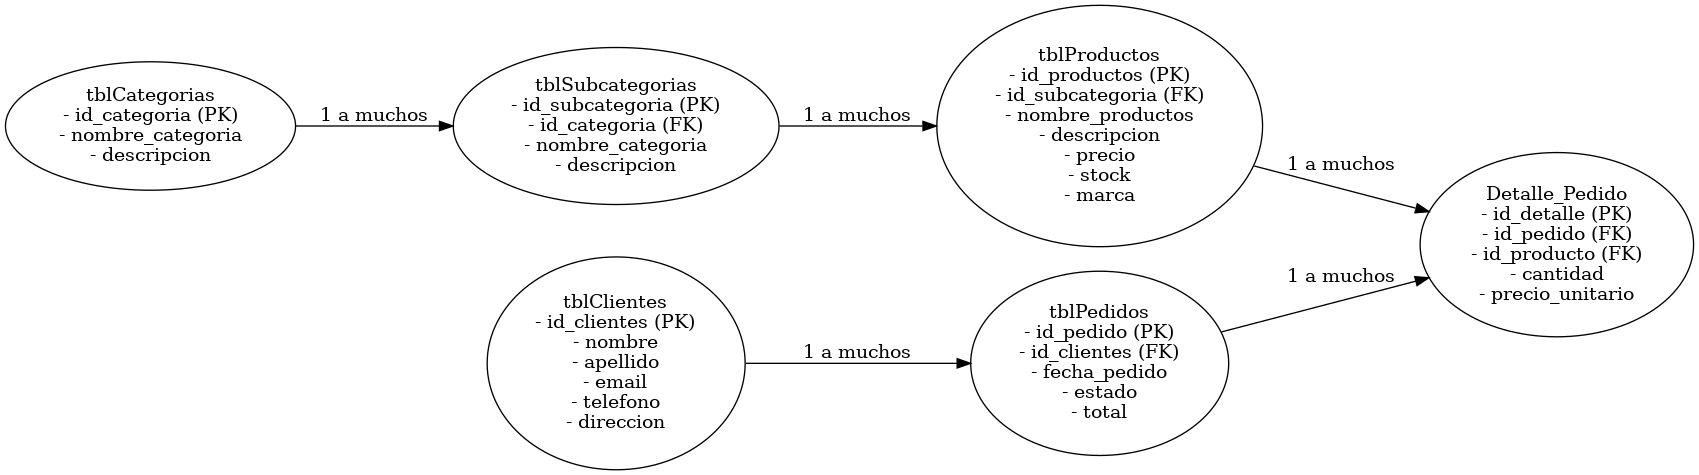 tblCategorias
- id_categoria (PK)
- nombre_categoria
- descripcion
1 a muchos
tblSubcategorias
- id_subcategoria (PK)
- id_categoria (FK)
- nombre_categoria
- descripcion
1 a muchos
tblProductos
- id_productos (PK)
- id_subcategoria (FK)
- nombre_productos
- descripcion
- precio
- stock
- marca
1 a muchos
tblClientes
- id_clientes (PK)
- nombre
- apellido
- email
- telefono
- direccion
1 a muchos
tblPedidos
- id_pedido (PK)
- id_clientes (FK)
- fecha_pedido
- estado
- total
1 a muchos
Detalle_Pedido
- id_detalle (PK)
- id_pedido (FK)
- id_producto (FK)
- cantidad
- precio_unitario